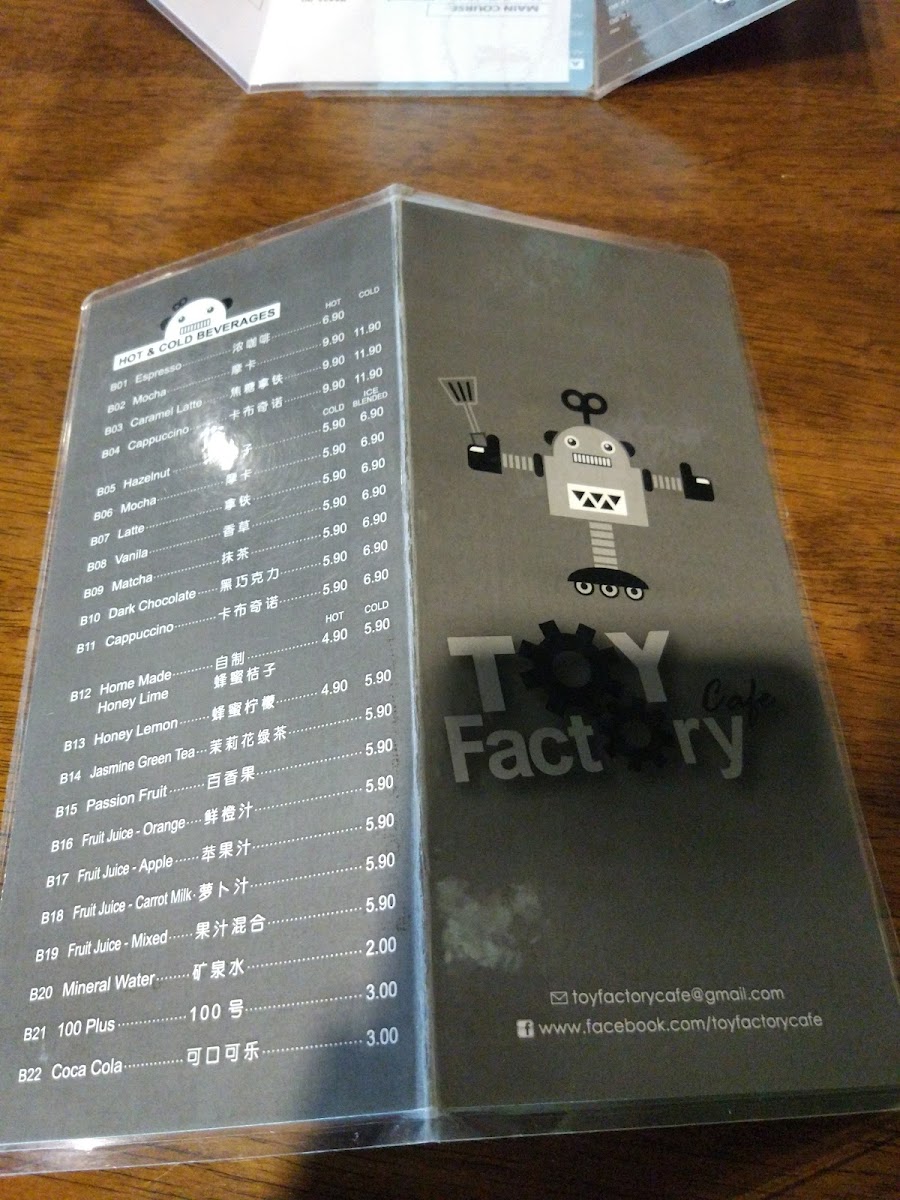 MAIN COURSE
HOT & COLD BEVERAGES
HOT COLD
B01 Espresso 浓咖啡 6.90
B02 Mocha 摩卡 9.90 11.90
B03 Caramel Latte 焦糖拿铁 9.90 11.90
B04 Cappuccino 卡布奇诺 9.90 11.90
COLD ICE BLENDED
B05 Hazelnut 子 5.90 6.90
B06 Mocha 摩卡 5.90 6.90
B07 Latte 拿铁 5.90 6.90
B08 Vanila 香草 5.90 6.90
B09 Matcha 抹茶 5.90 6.90
B10 Dark Chocolate 黑巧克力 5.90 6.90
B11 Cappuccino 卡布奇诺 5.90 6.90
HOT COLD
B12 Home Made 自制 4.90 5.90
Honey Lime 蜂蜜桔子
B13 Honey Lemon 蜂蜜柠檬 4.90 5.90
B14 Jasmine Green Tea 茉莉花綠茶 5.90
B15 Passion Fruit 百香果 5.90
B16 Fruit Juice - Orange 鲜橙汁 5.90
B17 Fruit Juice - Apple 苹果汁 5.90
B18 Fruit Juice - Carrot Milk 萝卜汁 5.90
B19 Fruit Juice - Mixed 果汁混合 5.90
B20 Mineral Water 矿泉水 2.00
B21 100 Plus 100 号 3.00
B22 Coca Cola 可口可乐 3.00
TOY
Factory Cafe
toyfactorycafe@gmail.com
www.facebook.com/toyfactorycafe